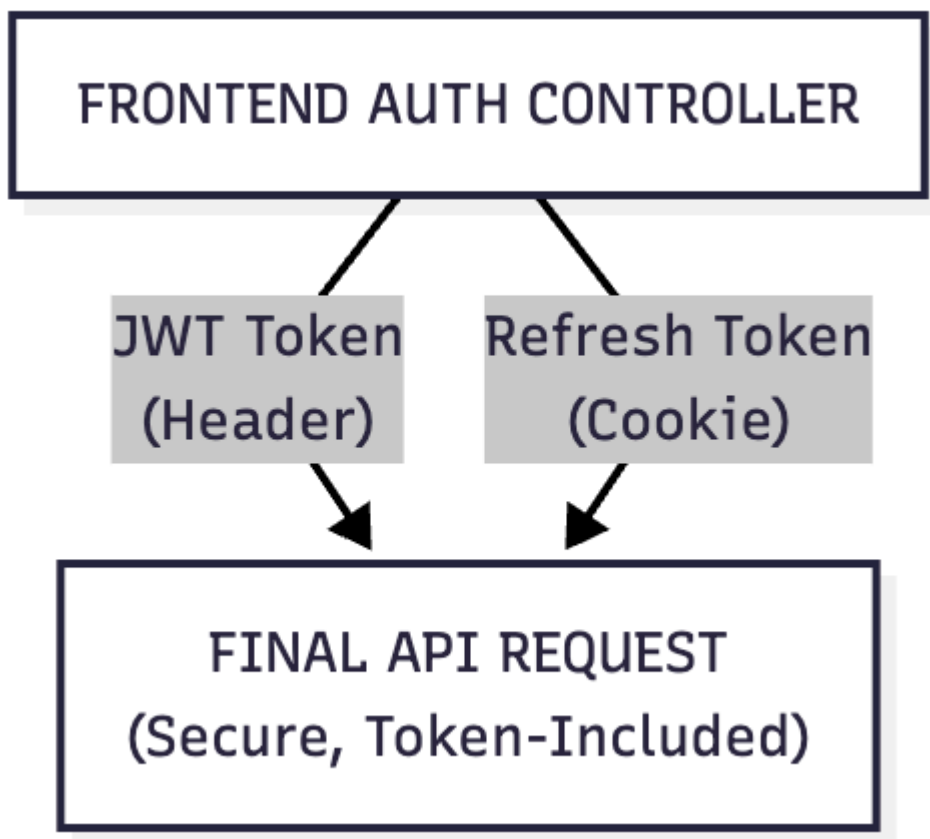 FRONTEND AUTH CONTROLLER
JWT Token
(Header)
Refresh Token
(Cookie)
FINAL API REQUEST
(Secure, Token-Included)